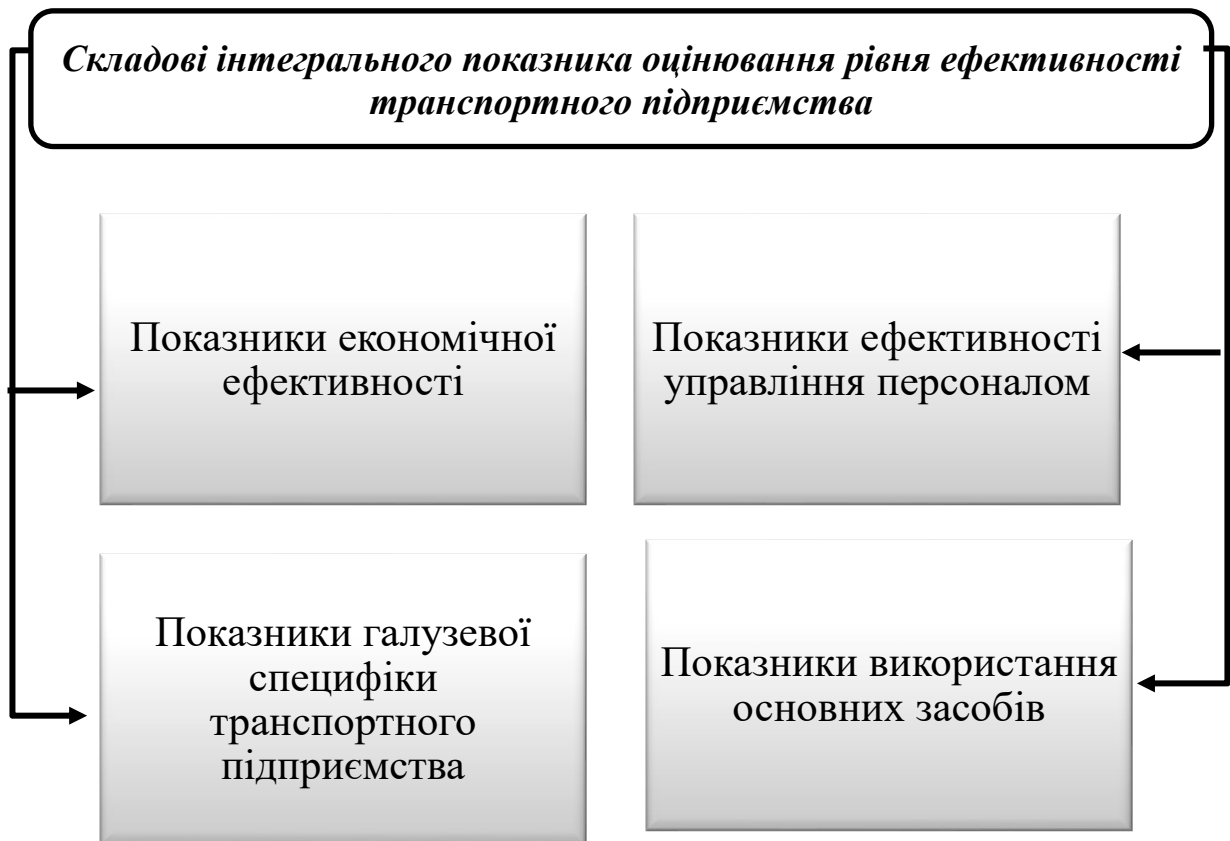 Складові інтегрального показника оцінювання рівня ефективності
транспортного підприємства
Показники економічної
ефективності
Показники ефективності
управління персоналом
Показники галузевої
специфіки
транспортного
підприємства
Показники використання
основних засобів